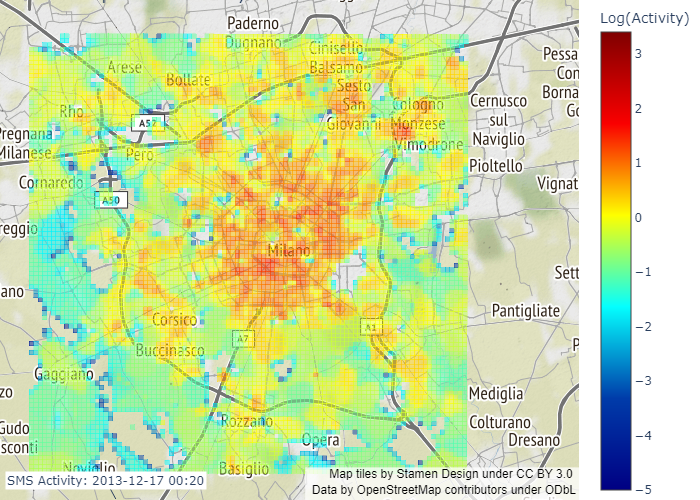 Paderno
Dugnano
Cinisello
Balsamo
Arese
Bollate
Sesto
San
Giovanni
Rho
A52
Cologno
Monzese
Cernusco
sul
Naviglio
Pessa
Con
Borna
Go
Pregnana
Milanese
Pero
Vimodrone
Pioltello
Cornaredo
A50
Vignat
reggio
Milano
Sett
ano
Corsico
A7
A1
Pantigliate
Buccinasco
P
Gaggiano
zo
Mediglia
Rozzano
Colturano
Gudo
sconti
Opera
Dresano
Noviglio
Basiglio
SMS Activity: 2013-12-17 00:20
Map tiles by Stamen Design under CC BY 3.0
Data by OpenStreetMap contributors under ODbL
Log(Activity)
3
2
1
0
−1
−2
−3
−4
−5